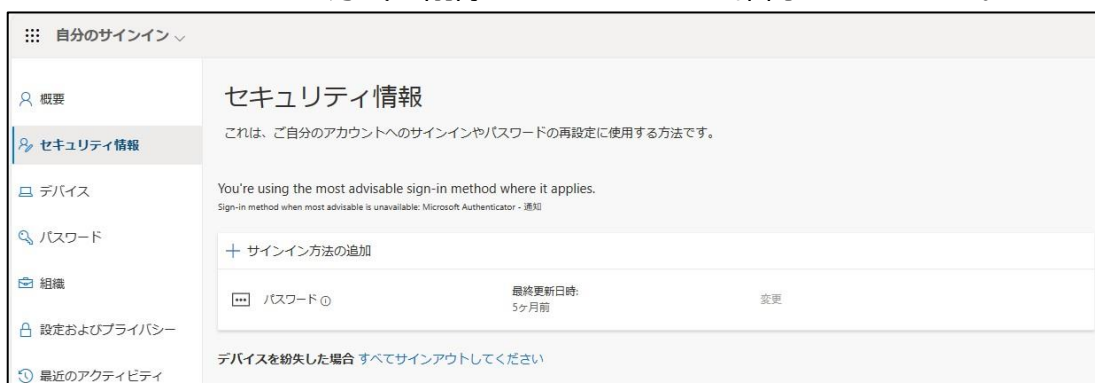 自分のサインイン
概要
セキュリティ情報
デバイス
パスワード
組織
設定およびプライバシー
最近のアクティビティ
セキュリティ情報
これは、ご自分のアカウントへのサインインやパスワードの再設定に使用する方法です。
You're using the most advisable sign-in method where it applies.
Sign-in method when most advisable is unavailable: Microsoft Authenticator - 通知
+ サインイン方法の追加
パスワード
最終更新日時:
5ヶ月前
変更
デバイスを紛失した場合 すべてサインアウトしてください